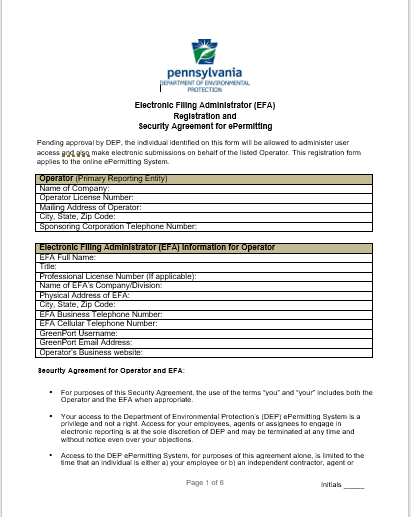 pennsylvania
DEPARTMENT OF ENVIRONMENTAL
PROTECTION
Electronic Filing Administrator (EFA)
Registration and
Security Agreement for ePermitting
Pending approval by DEP, the individual identified on this form will be allowed to administer user
access and also make electronic submissions on behalf of the listed Operator. This registration form
applies to the online ePermitting System.
Operator (Primary Reporting Entity)
Name of Company:
Operator License Number:
Mailing Address of Operator:
City, State, Zip Code:
Sponsoring Corporation Telephone Number:
Electronic Filing Administrator (EFA) Information for Operator
EFA Full Name:
Title:
Professional License Number (If applicable):
Name of EFA's Company/Division:
Physical Address of EFA:
City, State, Zip Code:
EFA Business Telephone Number:
EFA Cellular Telephone Number:
GreenPort Username:
GreenPort Email Address:
Operator's Business website:
Security Agreement for Operator and EFA:
• For purposes of this Security Agreement, the use of the terms "you" and "your" includes both the
Operator and the EFA when appropriate.
• Your access to the Department of Environmental Protection's (DEP) ePermitting System is a
privilege and not a right. Access for your employees, agents or assignees to engage in
electronic reporting is at the sole discretion of DEP and may be terminated at any time and
without notice even over your objections.
• Access to the DEP ePermitting System, for purposes of this agreement alone, is limited to the
time that an individual is either a) your employee or b) an independent contractor, agent or
Page 1 of 6
Initials _____